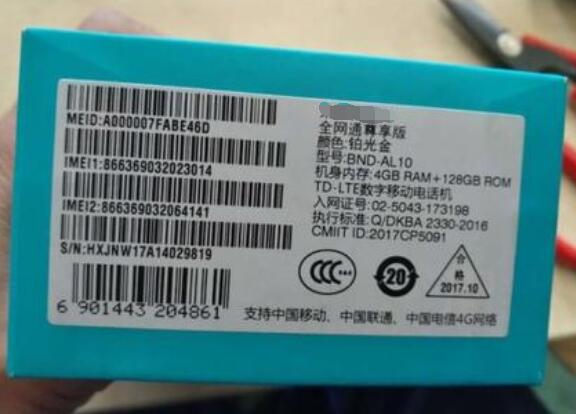 MEID:A000007FABE46D
IMEI1:866369032023014
IMEI2:866369032064141
S/N:HXJNW17A14029819
6 901443 204861
全网通尊享版
颜色:铂光金
型号:BND-AL10
机身内存:4GB RAM+128GB ROM
TD-LTE数字移动电话机
入网证号:02-5043-173198
执行标准:Q/DKBA 2330-2016
CMIIT ID:2017CP5091
CCC
20
合
格
2017.10
支持中国移动、中国联通、中国电信4G网络